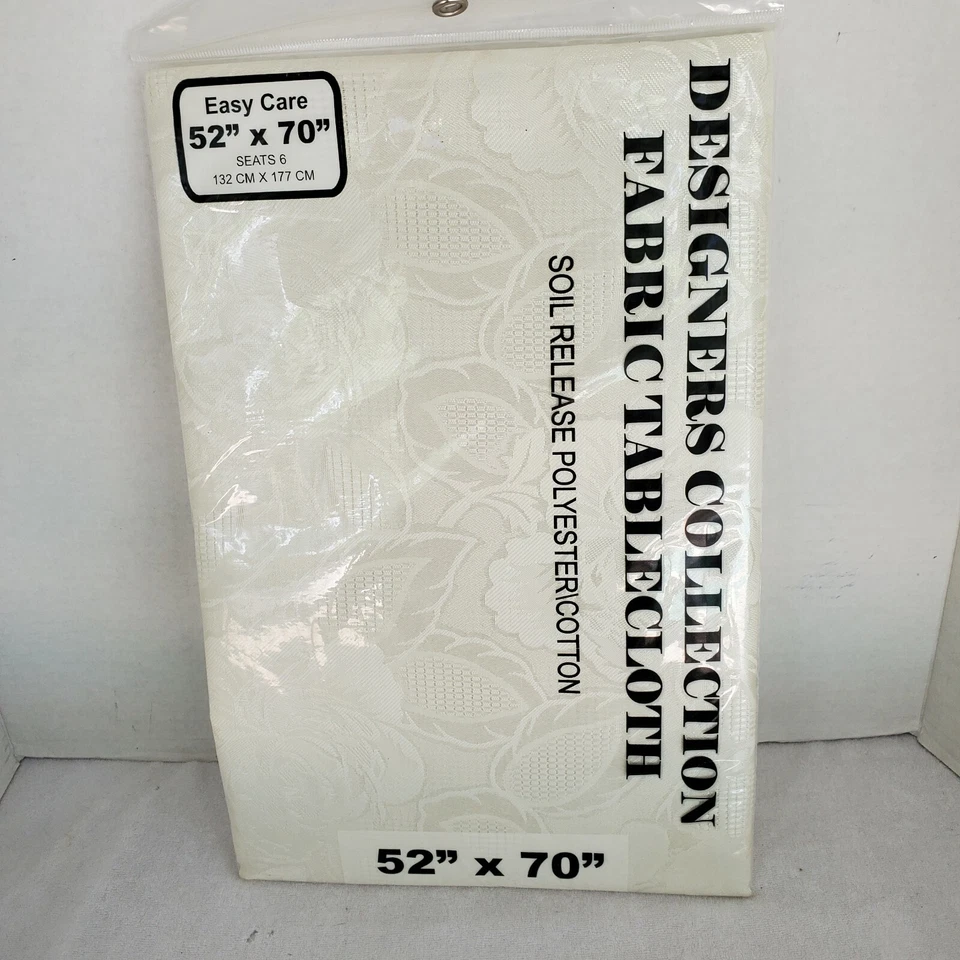 Easy Care
52” x 70”
SEATS 6
132 CM X 177 CM
DESIGNERS COLLECTION
FABRIC TABLECLOTH
SOIL RELEASE POLYESTER\COTTON
52” x 70”